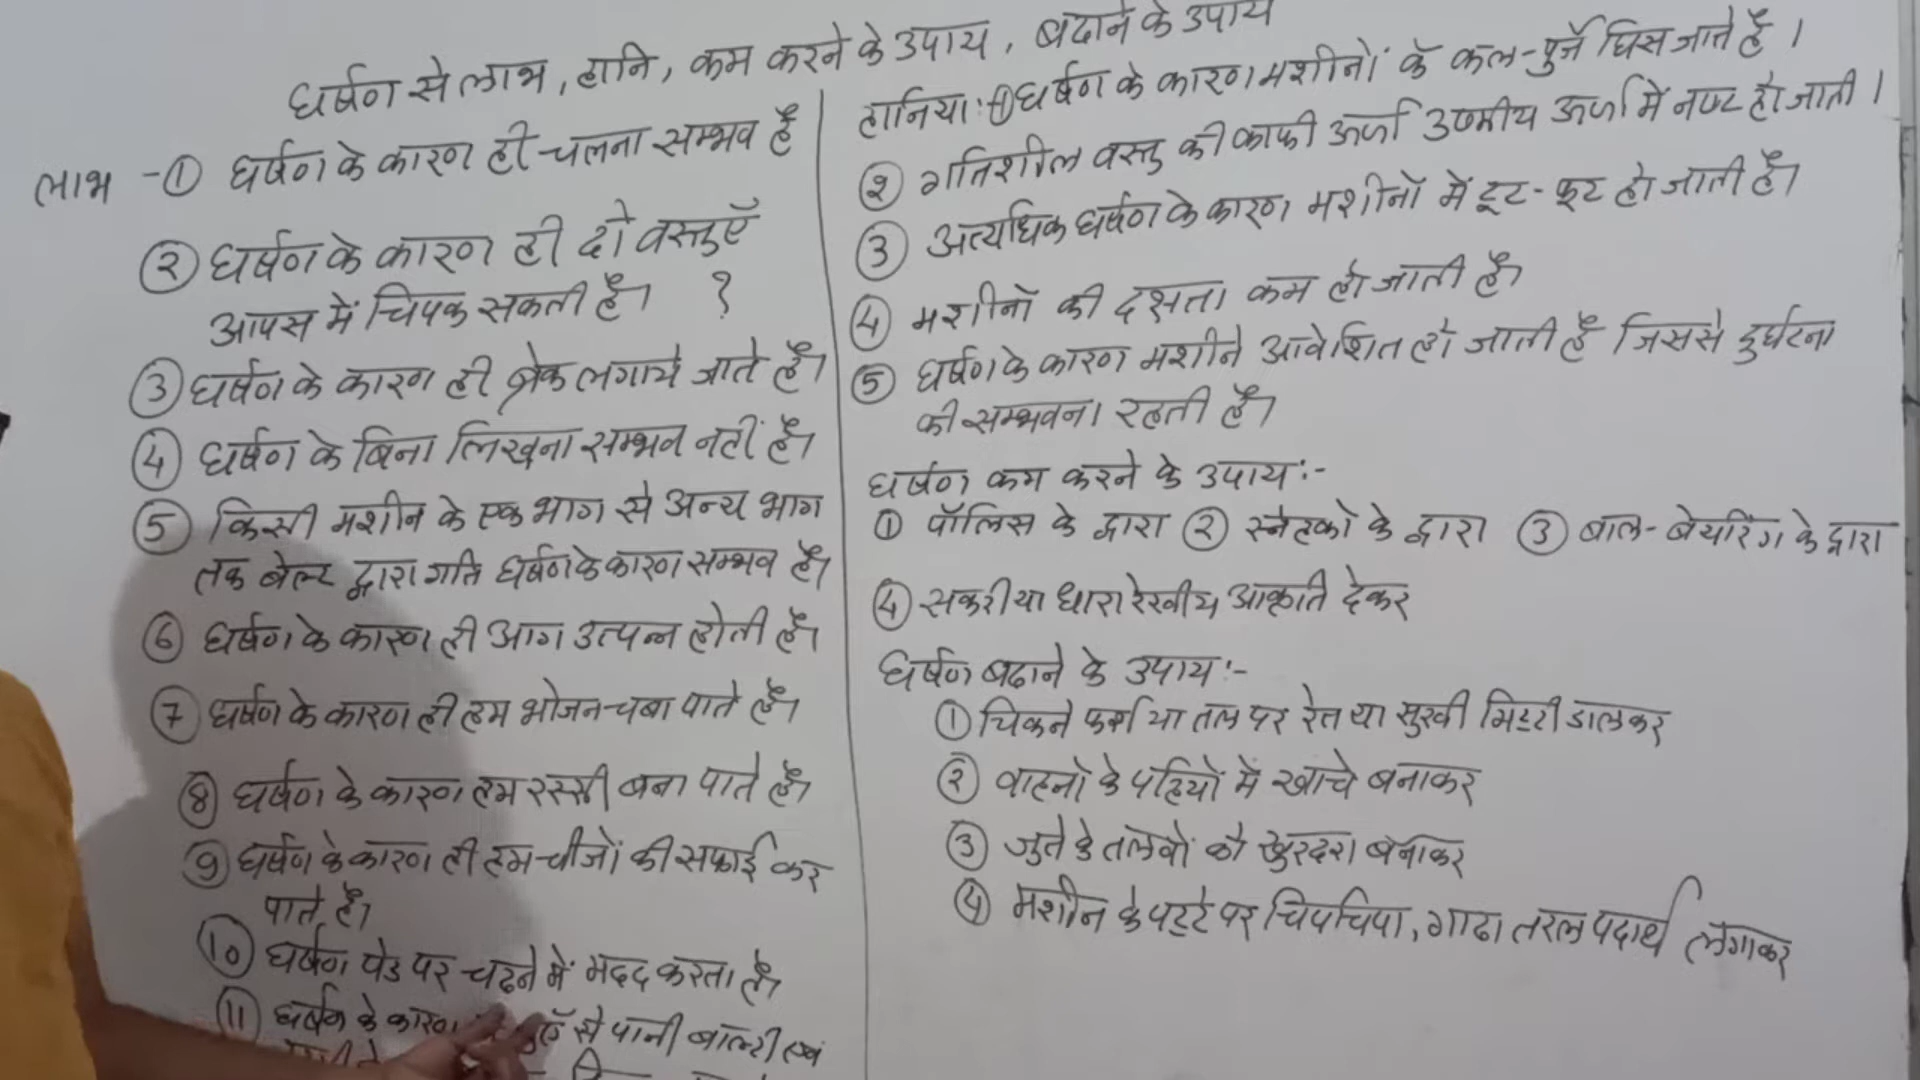 घर्षण से लाभ, हानि, कम करने के उपाय, बढाने के उपाय
लाभ - ① घर्षण के कारण ही चलना सम्भव है
② घर्षण के कारण ही दो वस्तुएँ
आपस में चिपक सकती है। ?
③ घर्षण के कारण ही ब्रेक लगाये जाते है।
④ घर्षण के बिना लिखना सम्भव नहीं है।
⑤ किसी मशीन के एक भाग से अन्य भाग
तक बेल्ट द्वारा गति घर्षण के कारण सम्भव है।
⑥ घर्षण के कारण ही आग उत्पन्न होती है।
⑦ घर्षण के कारण ही हम भोजन चबा पाते है।
⑧ घर्षण के कारण हम रस्सी बना पाते है।
⑨ घर्षण के कारण ही हम चीजों की सफाई कर
पाते है।
⑩ घर्षण पेड पर चढने में मदद करता है।
⑪ घर्षण के कारण से पानी बाल्टी एवं
हानिया :- ① घर्षण के कारण मशीनों के कल-पुर्जे घिस जाते है।
② गतिशील वस्तु की काफी ऊर्जा उष्मीय ऊर्जा में नष्ट हो जाती।
③ अत्यधिक घर्षण के कारण मशीनों में टूट-फूट हो जाती है।
④ मशीनों की दक्षता कम हो जाती है।
⑤ घर्षण के कारण मशीने आवेशित हो जाती है जिससे दुर्घटना
की सम्भवना रहती है।
घर्षण कम करने के उपाय :-
① पॉलिस के द्वारा ② स्नेहको के द्वारा ③ बाल-बेयरिंग के द्वारा
④ सकरी या धारा रेखीय आकृति देकर
घर्षण बढाने के उपाय :-
① चिकने फर्श या तल पर रेत या सुखी मिट्टी डालकर
② वाहनो के पहियों में खाचे बनाकर
③ जुते के तलवों को खुरदरा बनाकर
④ मशीन के पट्टे पर चिपचिपा, गाढा तरल पदार्थ लगाकर